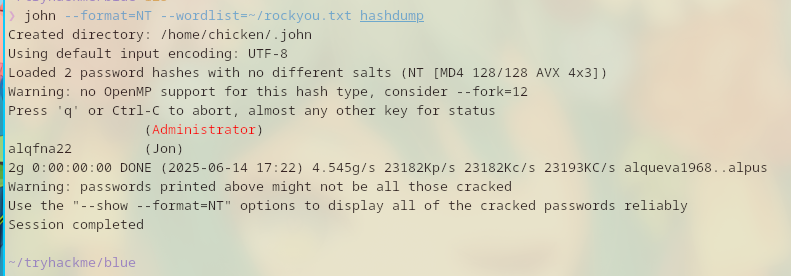 ❯ john --format=NT --wordlist=~/rockyou.txt hashdump
Created directory: /home/chicken/.john
Using default input encoding: UTF-8
Loaded 2 password hashes with no different salts (NT [MD4 128/128 AVX 4x3])
Warning: no OpenMP support for this hash type, consider --fork=12
Press 'q' or Ctrl-C to abort, almost any other key for status
                 (Administrator)
alqfna22         (Jon)
2g 0:00:00:00 DONE (2025-06-14 17:22) 4.545g/s 23182Kp/s 23182Kc/s 23193KC/s alqueva1968..alpus
Warning: passwords printed above might not be all those cracked
Use the "--show --format=NT" options to display all of the cracked passwords reliably
Session completed
~/tryhackme/blue